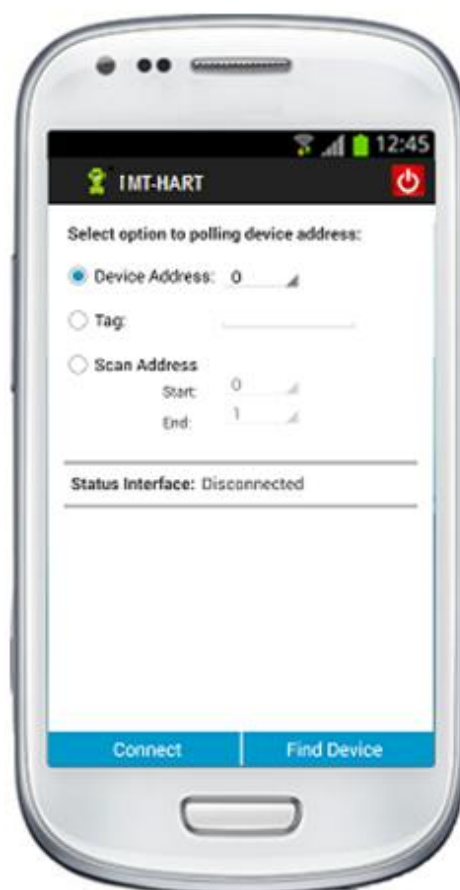 12:45
IMT-HART
Select option to polling device address:
Device Address: 0
Tag:
Scan Address
Start: 0
End: 1
Status Interface: Disconnected
Connect Find Device